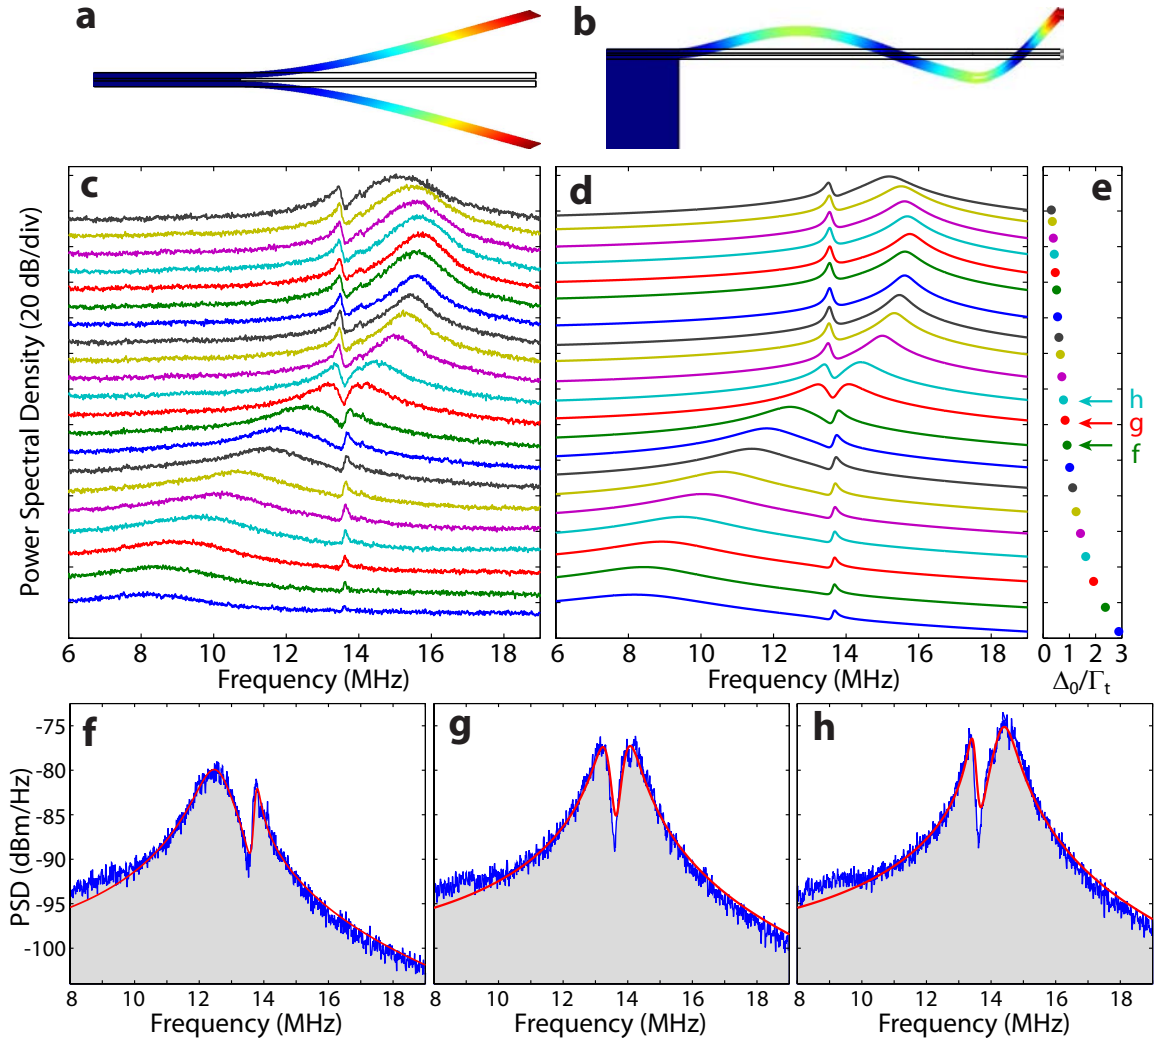 a
b
c
d
e
h
g
f
Power Spectral Density (20 dB/div)
6 8 10 12 14 16 18
Frequency (MHz)
6 8 10 12 14 16 18
Frequency (MHz)
0 1 2 3
Δ₀/Γₜ
f
g
h
PSD (dBm/Hz)
-75
-80
-85
-90
-95
-100
8 10 12 14 16 18
Frequency (MHz)
8 10 12 14 16 18
Frequency (MHz)
8 10 12 14 16 18
Frequency (MHz)